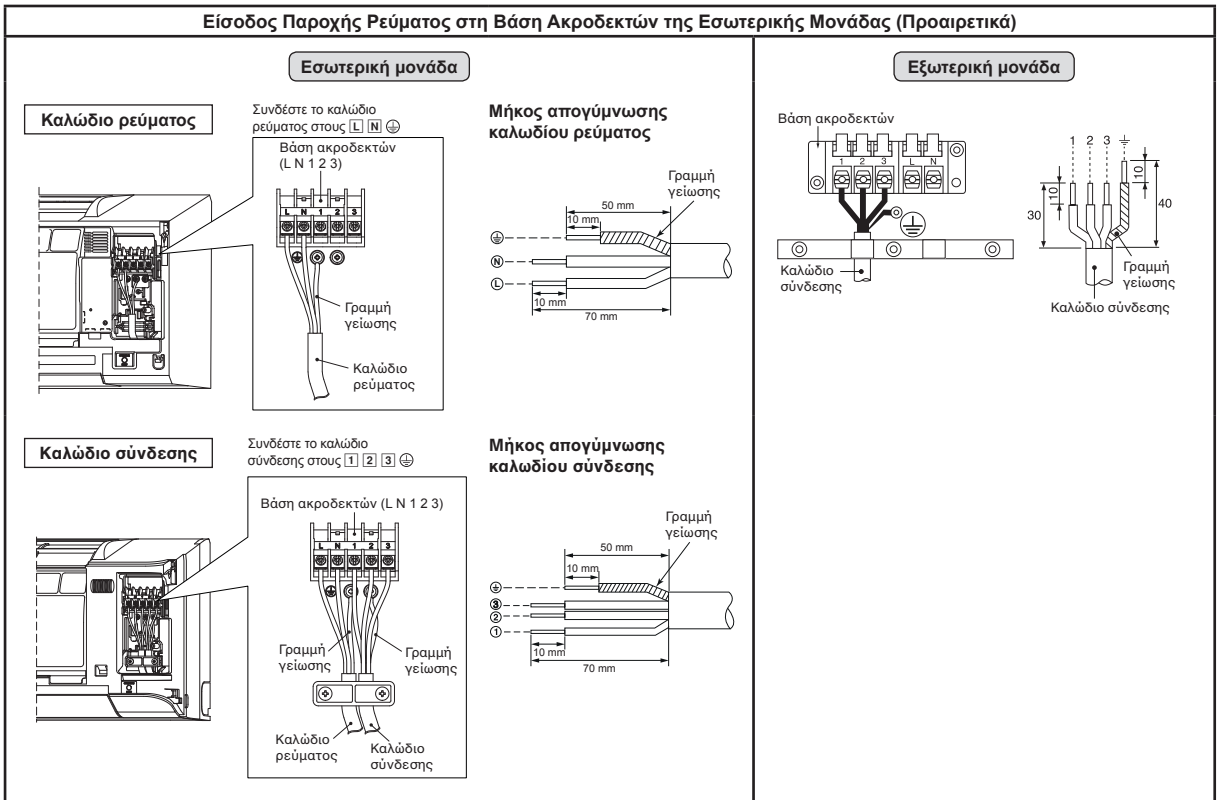 Είσοδος Παροχής Ρεύματος στη Βάση Ακροδεκτών της Εσωτερικής Μονάδας (Προαιρετικά)
Εσωτερική μονάδα
Καλώδιο ρεύματος
Συνδέστε το καλώδιο
ρεύματος στους L N ⏚
Βάση ακροδεκτών
(L N 1 2 3)
L N 1 2 3
Γραμμή
γείωσης
Καλώδιο
ρεύματος
Μήκος απογύμνωσης
καλωδίου ρεύματος
Γραμμή
γείωσης
50 mm
10 mm
⏚
N
L
10 mm
70 mm
Καλώδιο σύνδεσης
Συνδέστε το καλώδιο
σύνδεσης στους 1 2 3 ⏚
Βάση ακροδεκτών (L N 1 2 3)
L N 1 2 3
Γραμμή
γείωσης
Γραμμή
γείωσης
Καλώδιο
ρεύματος
Καλώδιο
σύνδεσης
Μήκος απογύμνωσης
καλωδίου σύνδεσης
Γραμμή
γείωσης
50 mm
10 mm
⏚
③
②
①
10 mm
70 mm
Εξωτερική μονάδα
Βάση ακροδεκτών
1 2 3 L N
Καλώδιο
σύνδεσης
1 2 3 ⏚
10
10
30
40
Γραμμή
γείωσης
Καλώδιο σύνδεσης